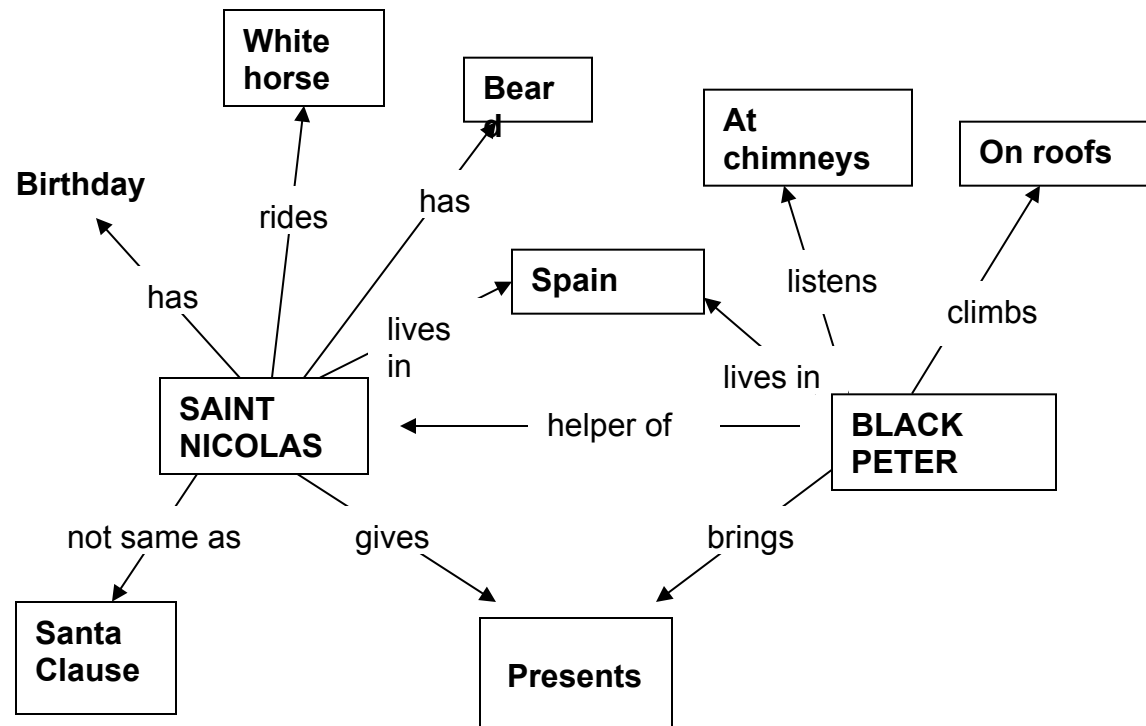 White
horse
Bear
d
At
chimneys
On roofs
Birthday
rides
has
Spain
listens
has
climbs
lives
in
lives in
SAINT
NICOLAS
helper of
BLACK
PETER
not same as
gives
brings
Santa
Clause
Presents